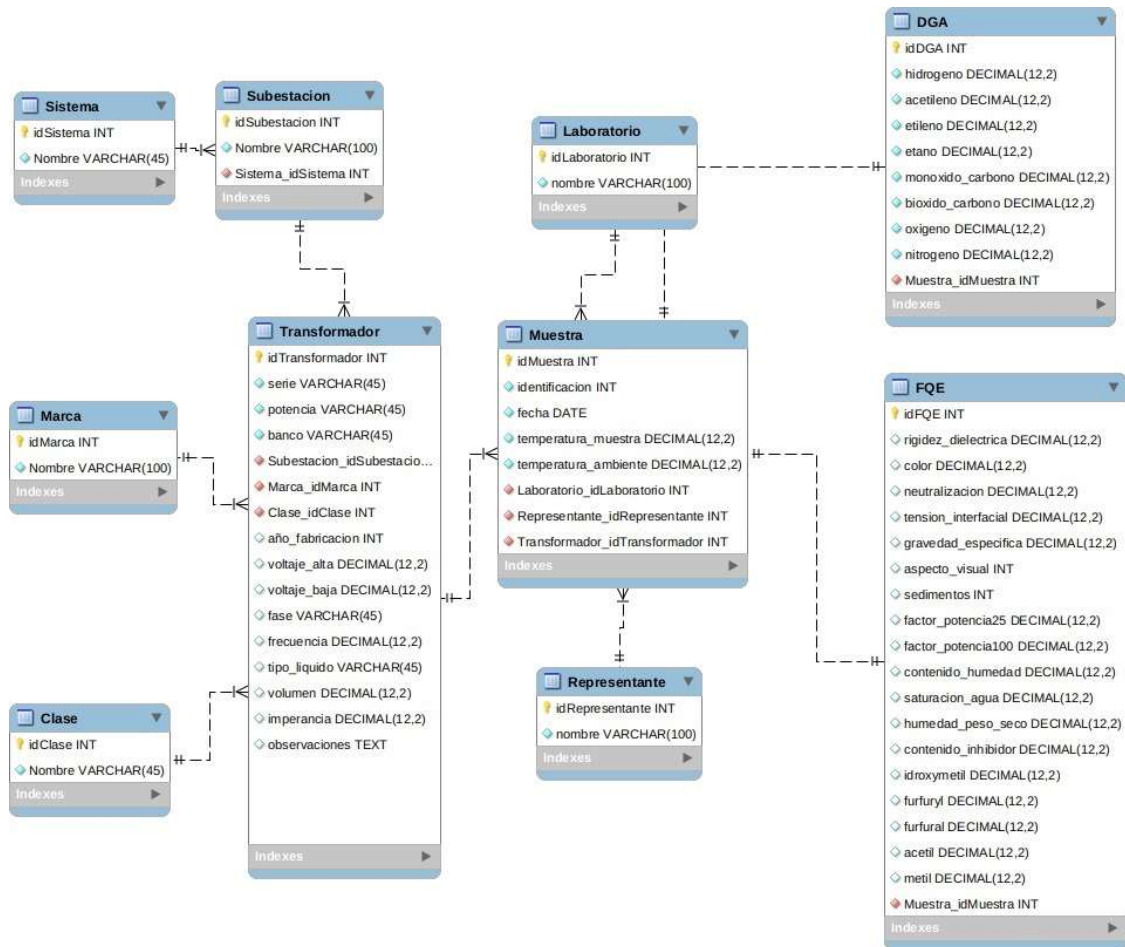 Sistema
idSistema INT
Nombre VARCHAR(45)
Indexes
Subestacion
idSubestacion INT
Nombre VARCHAR(100)
Sistema_idSistema INT
Indexes
Laboratorio
idLaboratorio INT
nombre VARCHAR(100)
Indexes
DGA
idDGA INT
hidrogeno DECIMAL(12,2)
acetileno DECIMAL(12,2)
etileno DECIMAL(12,2)
etano DECIMAL(12,2)
monoxido_carbono DECIMAL(12,2)
bioxido_carbono DECIMAL(12,2)
oxigeno DECIMAL(12,2)
nitrogeno DECIMAL(12,2)
Muestra_idMuestra INT
Indexes
Marca
idMarca INT
Nombre VARCHAR(100)
Indexes
Transformador
idTransformador INT
serie VARCHAR(45)
potencia VARCHAR(45)
banco VARCHAR(45)
Subestacion_idSubestacio...
Marca_idMarca INT
Clase_idClase INT
año_fabricacion INT
voltaje_alta DECIMAL(12,2)
voltaje_baja DECIMAL(12,2)
fase VARCHAR(45)
frecuencia DECIMAL(12,2)
tipo_liquido VARCHAR(45)
volumen DECIMAL(12,2)
imperancia DECIMAL(12,2)
observaciones TEXT
Indexes
Muestra
idMuestra INT
identificacion INT
fecha DATE
temperatura_muestra DECIMAL(12,2)
temperatura_ambiente DECIMAL(12,2)
Laboratorio_idLaboratorio INT
Representante_idRepresentante INT
Transformador_idTransformador INT
Indexes
FQE
idFQE INT
rigidez_dielectrica DECIMAL(12,2)
color DECIMAL(12,2)
neutralizacion DECIMAL(12,2)
tension_interfacial DECIMAL(12,2)
gravedad_especifica DECIMAL(12,2)
aspecto_visual INT
sedimentos INT
factor_potencia25 DECIMAL(12,2)
factor_potencia100 DECIMAL(12,2)
contenido_humedad DECIMAL(12,2)
saturacion_agua DECIMAL(12,2)
humedad_peso_seco DECIMAL(12,2)
contenido_inhibidor DECIMAL(12,2)
idroxymetil DECIMAL(12,2)
furfuryl DECIMAL(12,2)
furfural DECIMAL(12,2)
acetil DECIMAL(12,2)
metil DECIMAL(12,2)
Muestra_idMuestra INT
Indexes
Clase
idClase INT
Nombre VARCHAR(45)
Indexes
Representante
idRepresentante INT
nombre VARCHAR(100)
Indexes